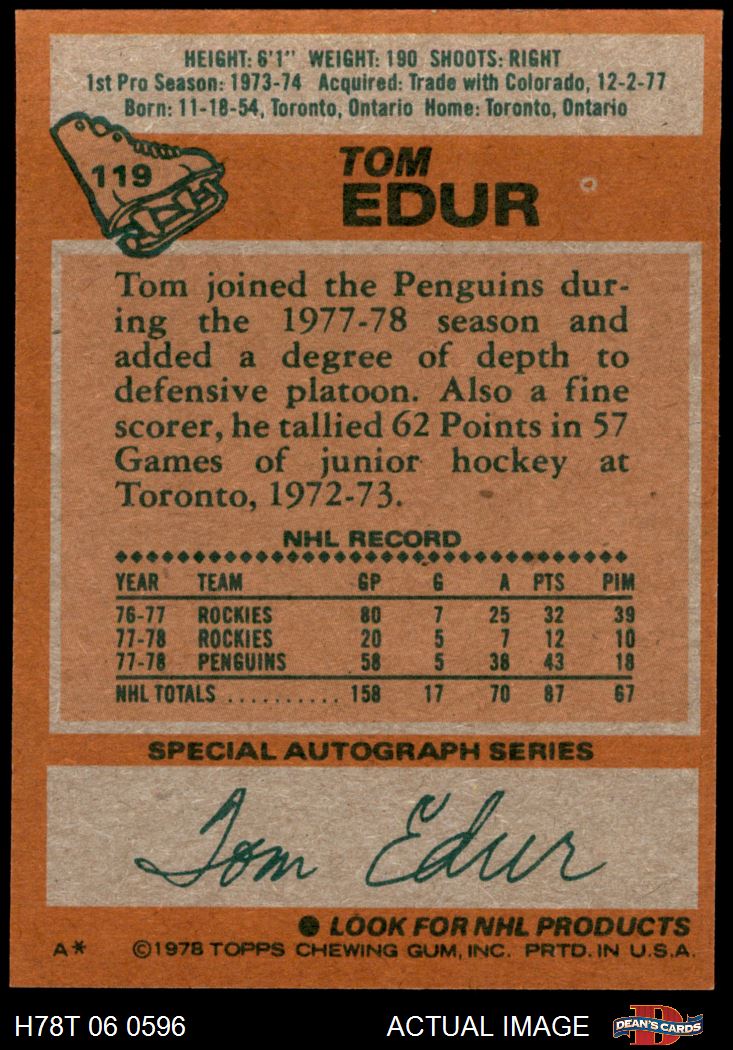 HEIGHT: 6'1" WEIGHT: 190 SHOOTS: RIGHT
1st Pro Season: 1973-74 Acquired: Trade with Colorado, 12-2-77
Born: 11-18-54, Toronto, Ontario Home: Toronto, Ontario
119
TOM
EDUR
Tom joined the Penguins dur-
ing the 1977-78 season and
added a degree of depth to
defensive platoon. Also a fine
scorer, he tallied 62 Points in 57
Games of junior hockey at
Toronto, 1972-73.
NHL RECORD
YEAR TEAM GP G A PTS PIM
76-77 ROCKIES 80 7 25 32 39
77-78 ROCKIES 20 5 7 12 10
77-78 PENGUINS 58 5 38 43 18
NHL TOTALS .......... 158 17 70 87 67
SPECIAL AUTOGRAPH SERIES
Tom Edur
● LOOK FOR NHL PRODUCTS
A* ©1978 TOPPS CHEWING GUM, INC. PRTD. IN U.S.A.
H78T 06 0596 ACTUAL IMAGE DEAN'S CARDS